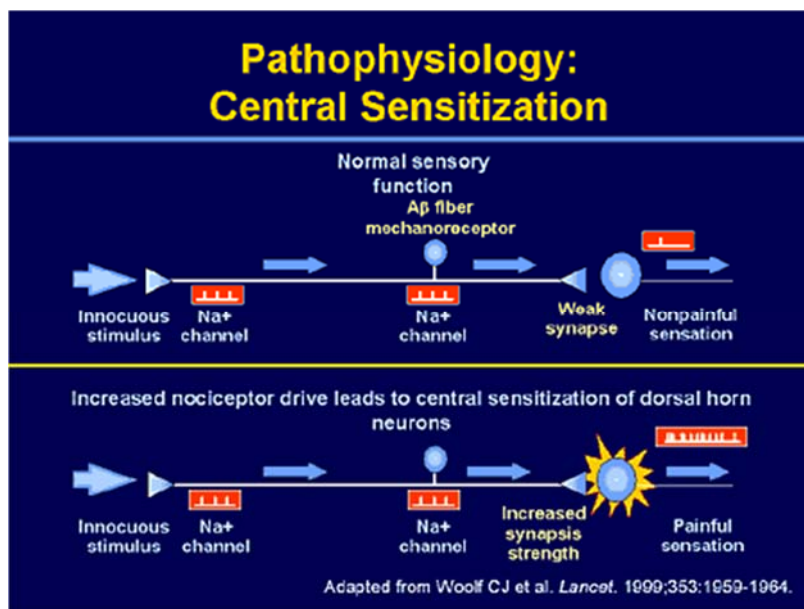 Pathophysiology:
Central Sensitization
Normal sensory
function
Aβ fiber
mechanoreceptor
Innocuous
stimulus
Na+
channel
Na+
channel
Weak
synapse
Nonpainful
sensation
Increased nociceptor drive leads to central sensitization of dorsal horn
neurons
Innocuous
stimulus
Na+
channel
Na+
channel
Increased
synapsis
strength
Painful
sensation
Adapted from Woolf CJ et al. Lancet. 1999;353:1959-1964.